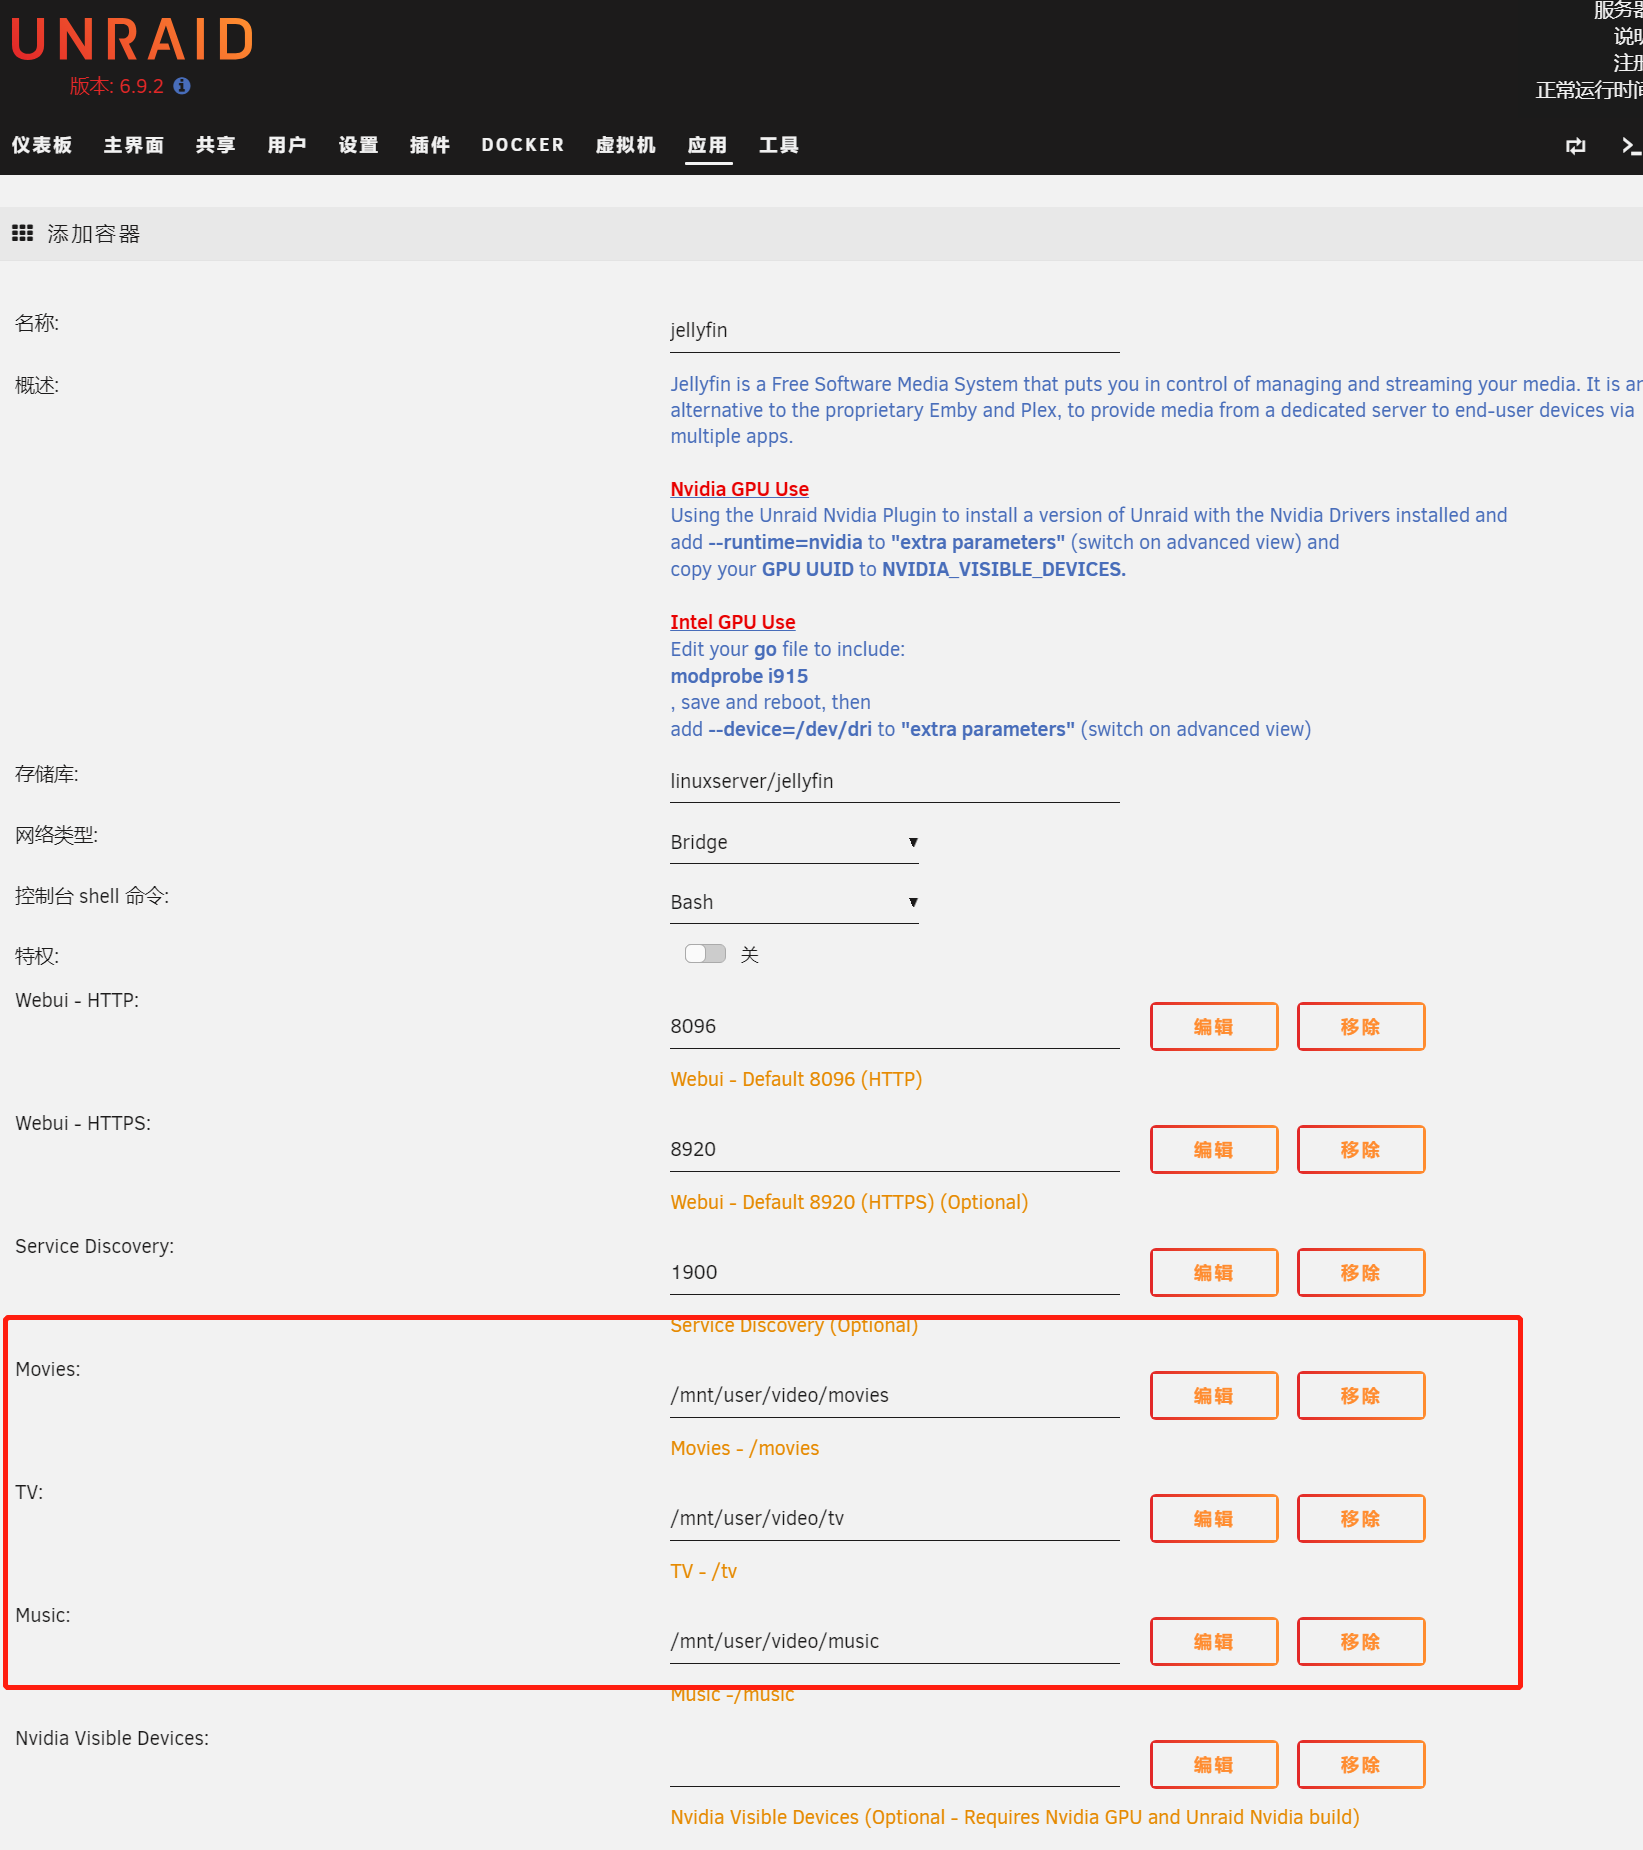 UNRAID
版本: 6.9.2
服务器
说明
注册
正常运行时间
仪表板 主界面 共享 用户 设置 插件 DOCKER 虚拟机 应用 工具
添加容器
名称:
jellyfin
概述:
Jellyfin is a Free Software Media System that puts you in control of managing and streaming your media. It is an
alternative to the proprietary Emby and Plex, to provide media from a dedicated server to end-user devices via
multiple apps.
Nvidia GPU Use
Using the Unraid Nvidia Plugin to install a version of Unraid with the Nvidia Drivers installed and
add --runtime=nvidia to "extra parameters" (switch on advanced view) and
copy your GPU UUID to NVIDIA_VISIBLE_DEVICES.
Intel GPU Use
Edit your go file to include:
modprobe i915
, save and reboot, then
add --device=/dev/dri to "extra parameters" (switch on advanced view)
存储库:
linuxserver/jellyfin
网络类型:
Bridge
控制台 shell 命令:
Bash
特权:
关
Webui - HTTP:
8096 编辑 移除
Webui - Default 8096 (HTTP)
Webui - HTTPS:
8920 编辑 移除
Webui - Default 8920 (HTTPS) (Optional)
Service Discovery:
1900 编辑 移除
Service Discovery (Optional)
Movies:
/mnt/user/video/movies 编辑 移除
Movies - /movies
TV:
/mnt/user/video/tv 编辑 移除
TV - /tv
Music:
/mnt/user/video/music 编辑 移除
Music -/music
Nvidia Visible Devices:
编辑 移除
Nvidia Visible Devices (Optional - Requires Nvidia GPU and Unraid Nvidia build)